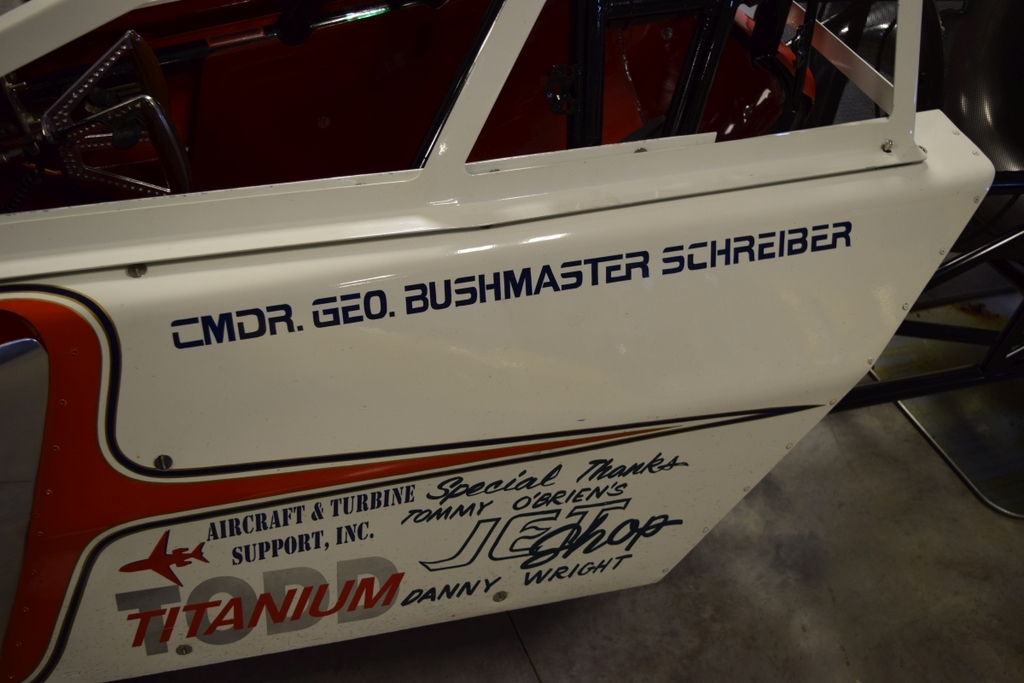 CMDR. GEO. BUSHMASTER SCHREIBER
AIRCRAFT & TURBINE
SUPPORT, INC.
TODD
TITANIUM
Special Thanks
TOMMY O'BRIEN'S
JET
Shop
DANNY WRIGHT